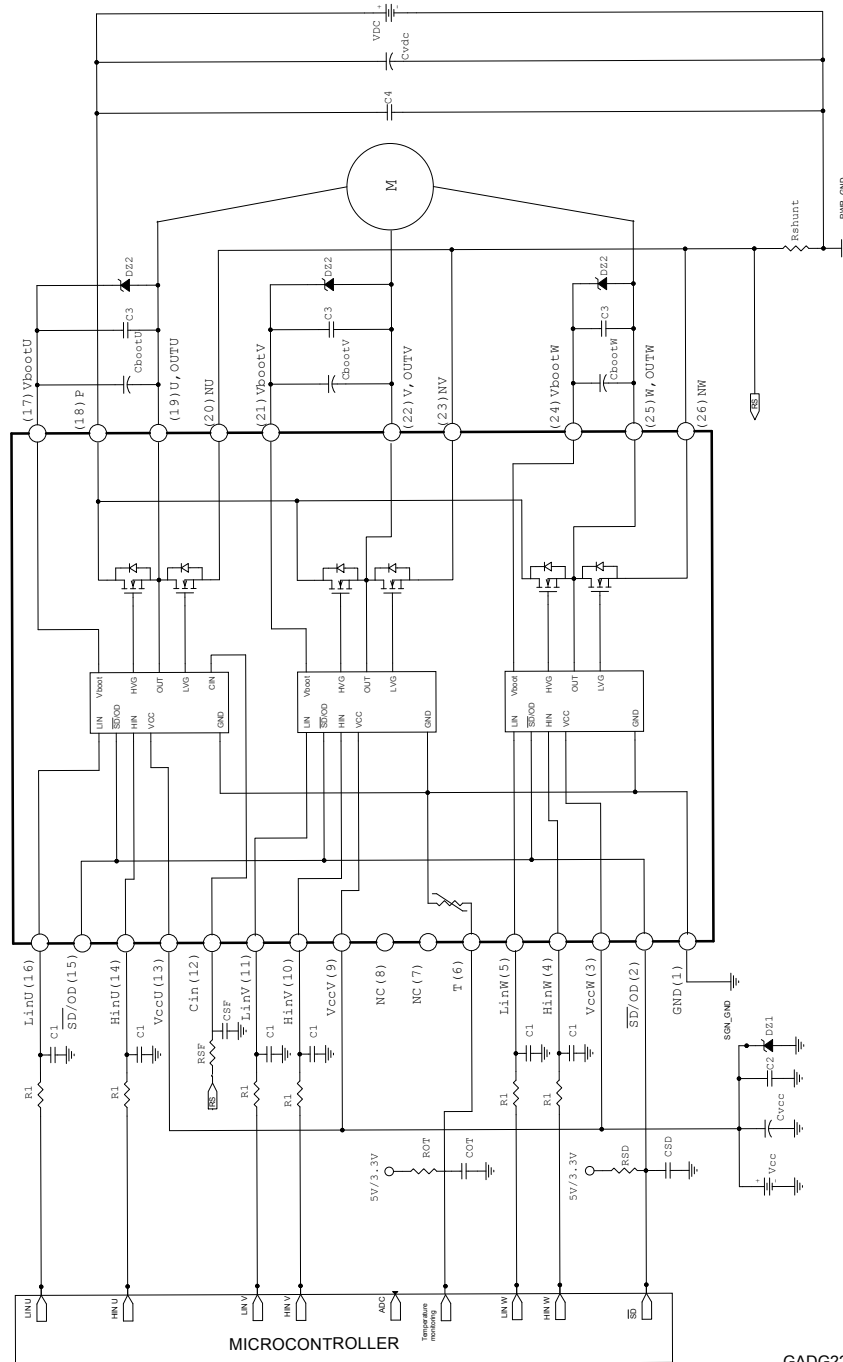 VDC
+
-
Cvdc
C4
M
Rshunt
DZ2
C3
CbootU
DZ2
C3
CbootV
DZ2
C3
CbootW
RS
(17)VbootU
(18)P
(19)U,OUTU
(20)NU
(21)VbootV
(22)V,OUTV
(23)NV
(24)VbootW
(25)W,OUTW
(26)NW
Vboot
HVG
OUT
LVG
CIN
LIN
SD/OD
HIN
VCC
GND
Vboot
HVG
OUT
LVG
LIN
SD/OD
HIN
VCC
GND
Vboot
HVG
OUT
LVG
LIN
SD/OD
HIN
VCC
GND
LinU(16)
SD/OD(15)
HinU(14)
VccU(13)
Cin(12)
LinV(11)
HinV(10)
VccV(9)
NC(8)
NC(7)
T(6)
LinW(5)
HinW(4)
VccW(3)
SD/OD(2)
GND(1)
SGN_GND
R1
C1
R1
C1
RSF
CSF
RS
R1
C1
R1
C1
5V/3.3V
ROT
COT
R1
C1
R1
C1
5V/3.3V
RSD
CSD
DZ1
C2
Cvcc
Vcc
+
-
LIN U
HIN U
LIN V
HIN V
ADC
Temperature
monitoring
LIN W
HIN W
SD
MICROCONTROLLER